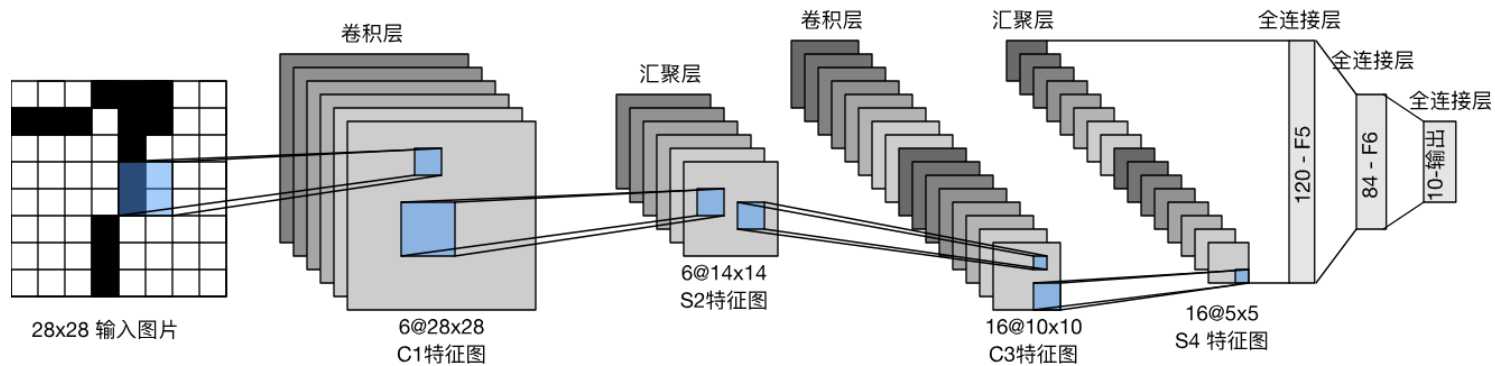 28x28 输入图片
卷积层
6@28x28
C1特征图
汇聚层
6@14x14
S2特征图
卷积层
16@10x10
C3特征图
汇聚层
16@5x5
S4 特征图
全连接层
120 - F5
全连接层
84 - F6
全连接层
10-输出